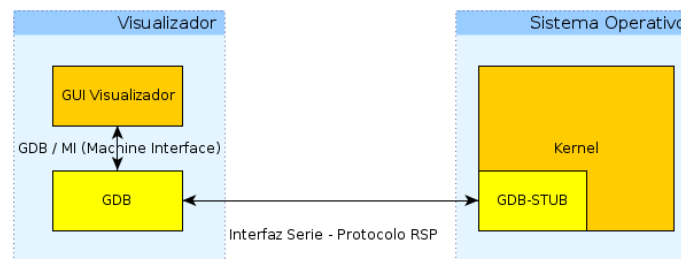 Visualizador
Sistema Operativo
GUI Visualizador
GDB / MI (Machine Interface)
Kernel
GDB
GDB-STUB
Interfaz Serie - Protocolo RSP